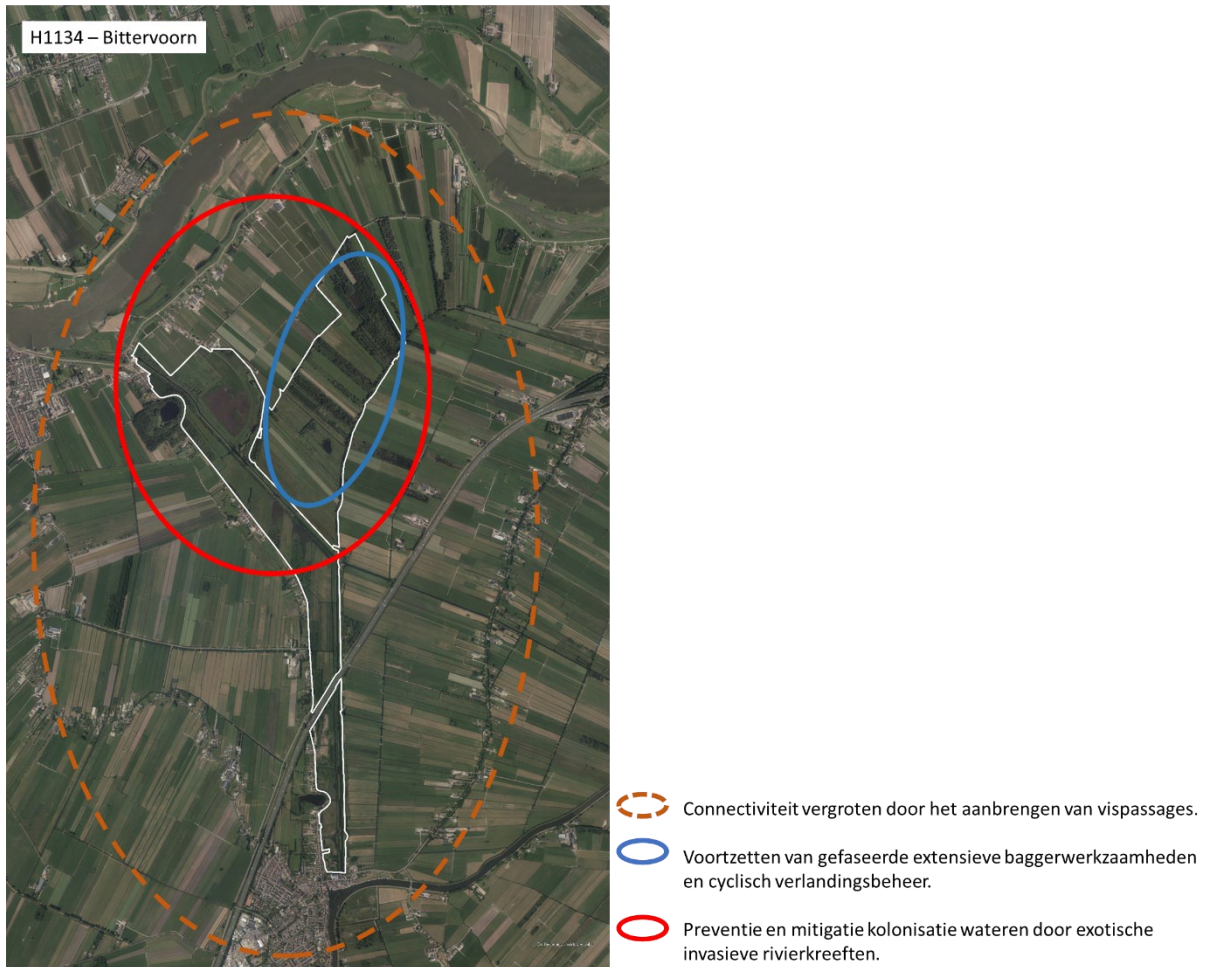 H1134 – Bittervoorn
Connectiviteit vergroten door het aanbrengen van vispassages.
Voortzetten van gefaseerde extensieve baggerwerkzaamheden
en cyclisch verlandingsbeheer.
Preventie en mitigatie kolonisatie wateren door exotische
invasieve rivierkreeften.